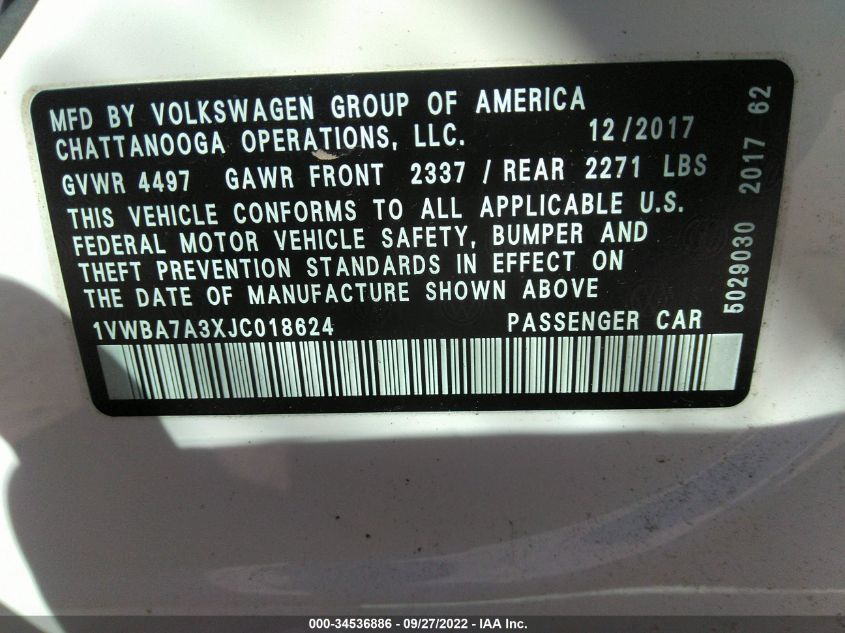 MFD BY VOLKSWAGEN GROUP OF AMERICA
CHATTANOOGA OPERATIONS, LLC. 12/2017
GVWR 4497 GAWR FRONT 2337 / REAR 2271 LBS
THIS VEHICLE CONFORMS TO ALL APPLICABLE U.S.
FEDERAL MOTOR VEHICLE SAFETY, BUMPER AND
THEFT PREVENTION STANDARDS IN EFFECT ON
THE DATE OF MANUFACTURE SHOWN ABOVE
1VWBA7A3XJC018624 PASSENGER CAR
5029030 2017 62
000-34536886 - 09/27/2022 - IAA Inc.